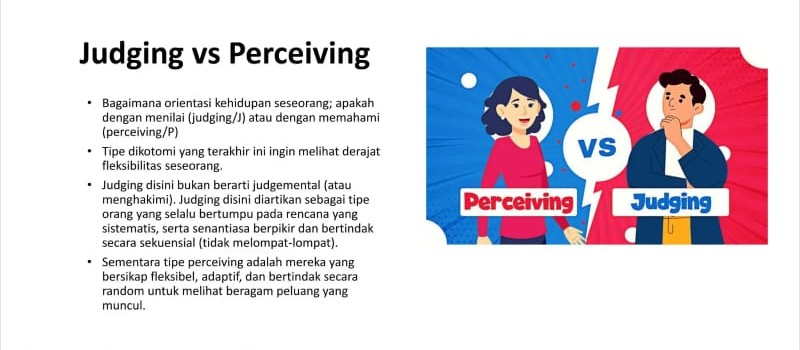 Judging vs Perceiving
• Bagaimana orientasi kehidupan seseorang; apakah
dengan menilai (judging/J) atau dengan memahami
(perceiving/P)
• Tipe dikotomi yang terakhir ini ingin melihat derajat
fleksibilitas seseorang.
• Judging disini bukan berarti judgemental (atau
menghakimi). Judging disini diartikan sebagai tipe
orang yang selalu bertumpu pada rencana yang
sistematis, serta senantiasa berpikir dan bertindak
secara sekuensial (tidak melompat-lompat).
• Sementara tipe perceiving adalah mereka yang
bersikap fleksibel, adaptif, dan bertindak secara
random untuk melihat beragam peluang yang
muncul.
VS
Perceiving
Judging